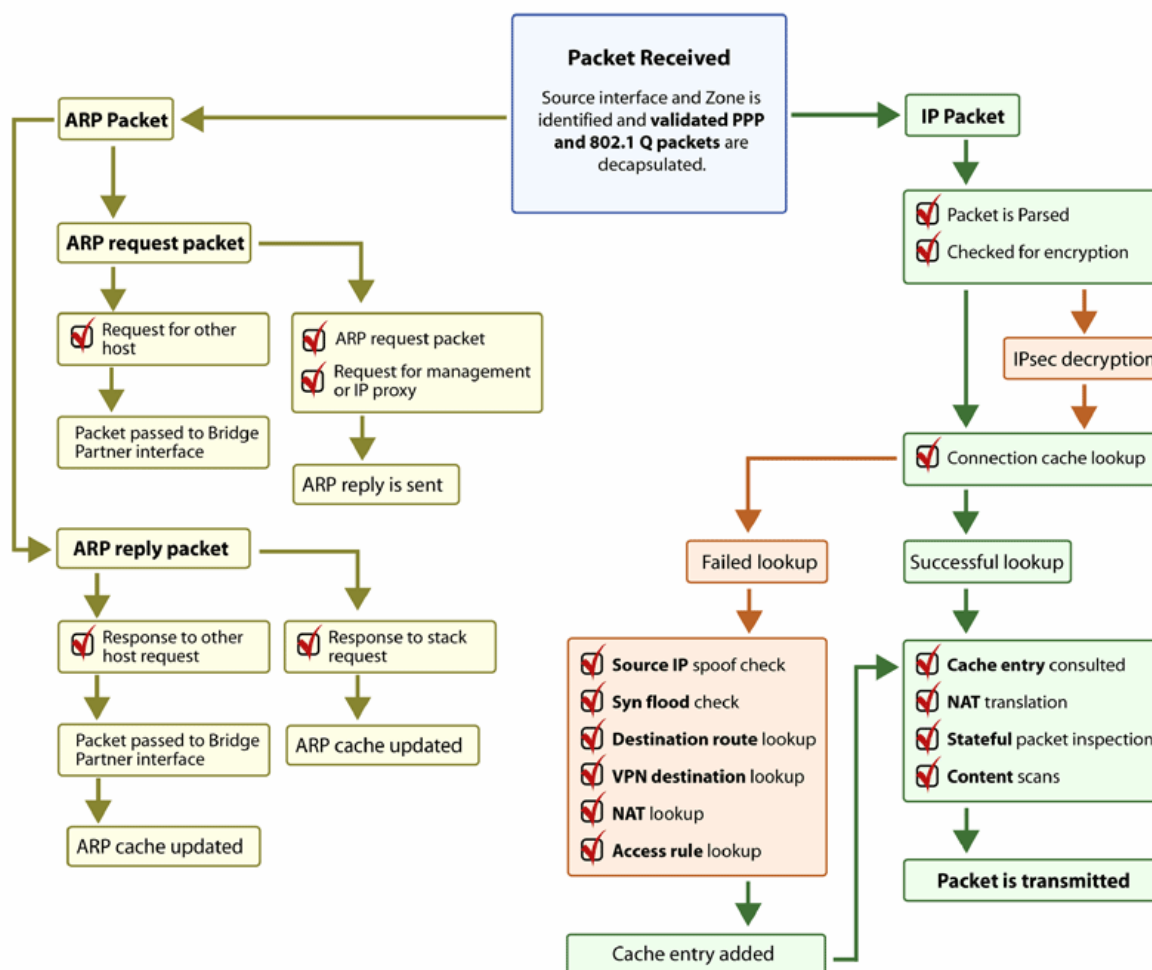 Packet Received
Source interface and Zone is
identified and validated PPP
and 802.1 Q packets are
decapsulated.
ARP Packet
IP Packet
ARP request packet
Request for other
host
Packet passed to Bridge
Partner interface
ARP request packet
Request for management
or IP proxy
ARP reply is sent
ARP reply packet
Response to other
host request
Packet passed to Bridge
Partner interface
ARP cache updated
Response to stack
request
ARP cache updated
Packet is Parsed
Checked for encryption
IPsec decryption
Connection cache lookup
Failed lookup
Successful lookup
Source IP spoof check
Syn flood check
Destination route lookup
VPN destination lookup
NAT lookup
Access rule lookup
Cache entry added
Cache entry consulted
NAT translation
Stateful packet inspection
Content scans
Packet is transmitted